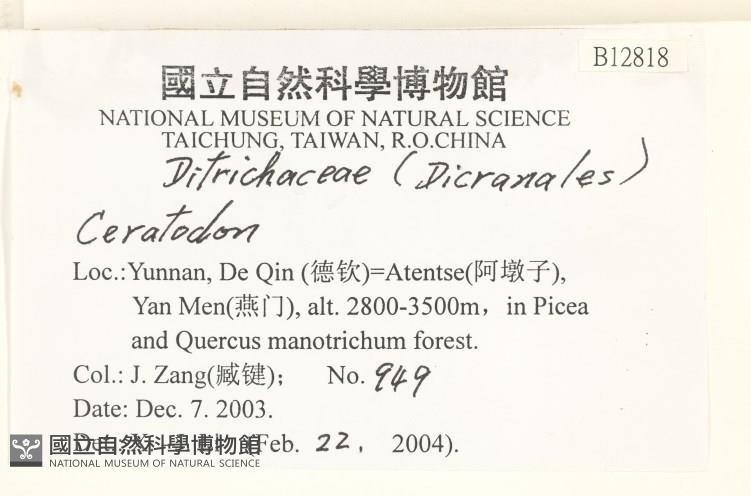 B12818
國立自然科學博物館
NATIONAL MUSEUM OF NATURAL SCIENCE
TAICHUNG, TAIWAN, R.O.CHINA
Ditrichaceae (Dicranales)
Ceratodon
Loc.:Yunnan, De Qin (德钦)=Atentse(阿墩子),
Yan Men(燕门), alt. 2800-3500m，in Picea
and Quercus manotrichum forest.
Col.: J. Zang(臧键)； No. 949
Date: Dec. 7. 2003.
(Feb. 22, 2004).
國立自然科學博物館
NATIONAL MUSEUM OF NATURAL SCIENCE